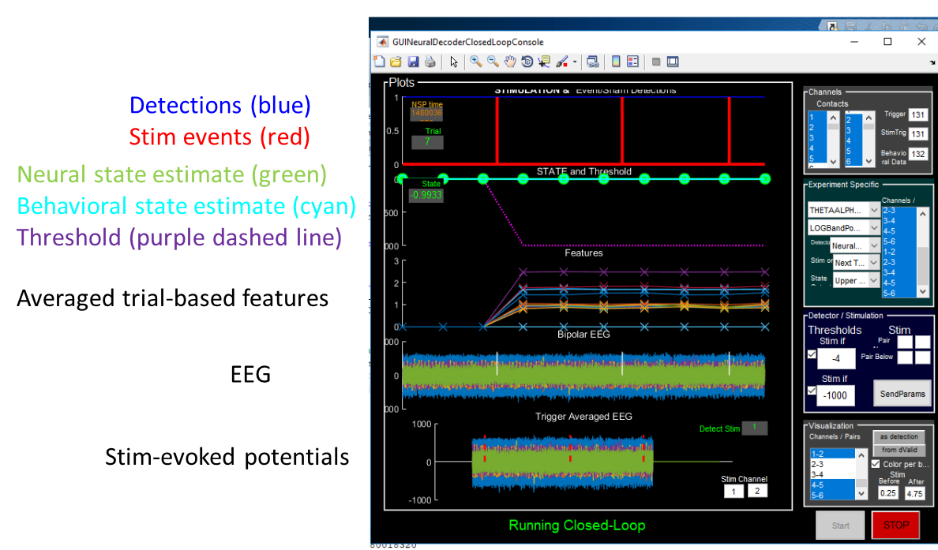 GUINeuralDecoderClosedLoopConsole
Detections (blue)
Stim events (red)
Neural state estimate (green)
Behavioral state estimate (cyan)
Threshold (purple dashed line)
Averaged trial-based features
EEG
Stim-evoked potentials
Plots
STIMULATION & Event/Sham Detections
1
0.5
0
NSP time
Trial
7
STATE and Threshold
0
State
-0.9933
500
000
Features
3
2
1
0
Bipolar EEG
000
0
000
Trigger Averaged EEG
1000
0
-1000
Detect Stim 1
Stim Channel
1 2
Running Closed-Loop
Channels
Contacts
1 2 3 4 5
1 2 3 4 5 6
Trigger 131
StimTrig 131
Behavio
ral Data 132
Experiment Specific
THETAALPH...
LOGBandPo...
Neural...
Stim on Next T...
State
Upper ...
Channels /
2-3
3-4
4-5
5-6
1-2
2-3
3-4
4-5
5-6
Detector / Stimulation
Thresholds Stim
Stim if Pair
-4
Pair Below
Stim if
-1000
SendParams
Visualization
Channels / Pairs
1-2
2-3
3-4
4-5
5-6
as detection
from dValid
Color per b...
Stim
Before After
0.25 4.75
Start
STOP